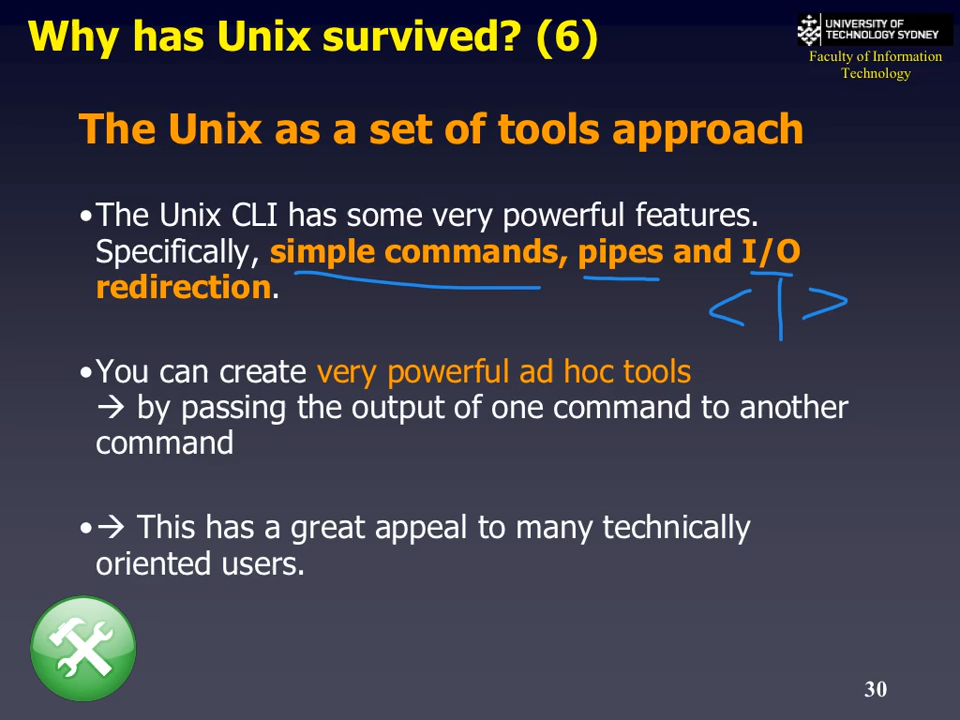 Why has Unix survived? (6)
UNIVERSITY OF
TECHNOLOGY SYDNEY
Faculty of Information
Technology
The Unix as a set of tools approach
•The Unix CLI has some very powerful features.
Specifically, simple commands, pipes and I/O
redirection.
< | >
•You can create very powerful ad hoc tools
→ by passing the output of one command to another
command
•→ This has a great appeal to many technically
oriented users.
30